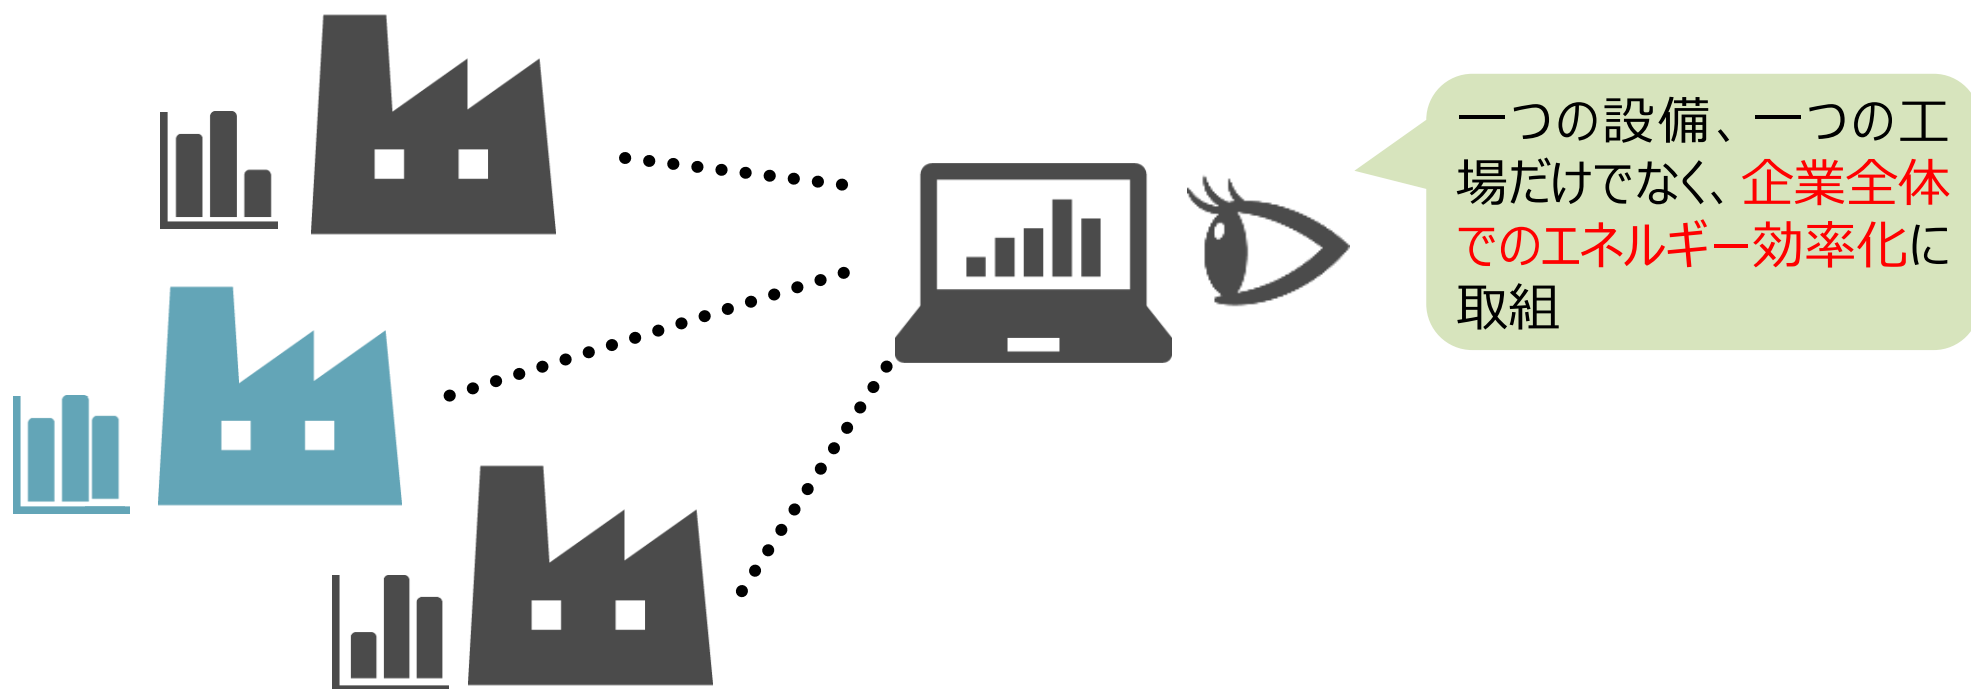 一つの設備、一つの工
場だけでなく、企業全体
でのエネルギー効率化に
取組